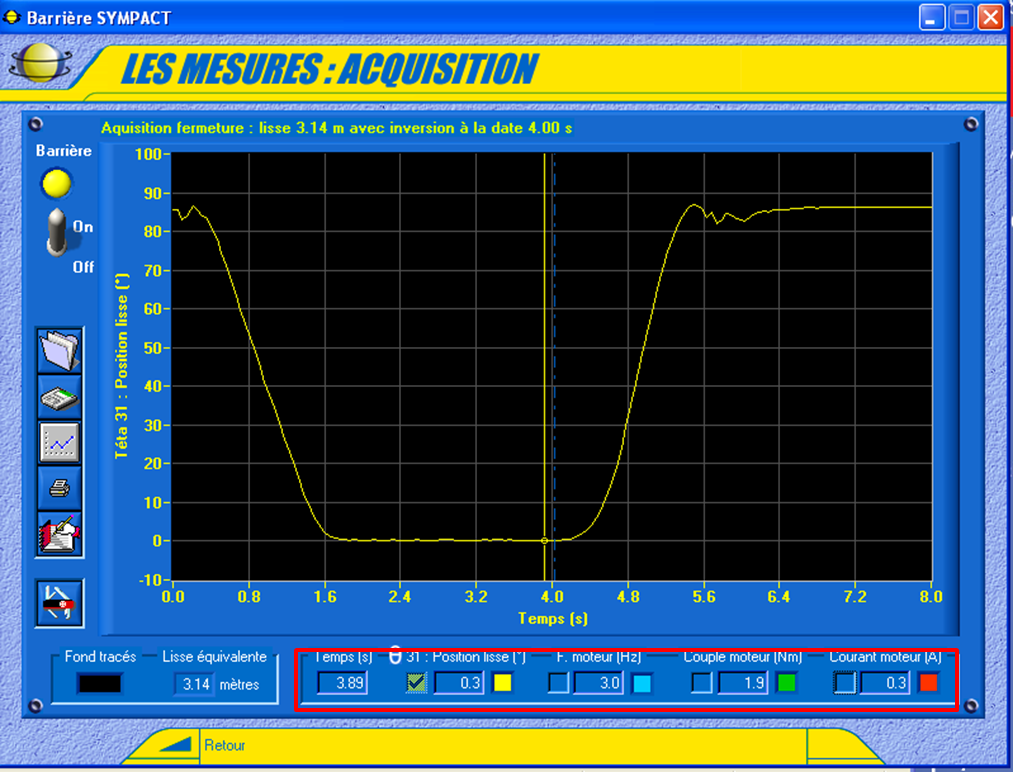 Barrière SYMPACT
LES MESURES : ACQUISITION
Aquisition fermeture : lisse 3.14 m avec inversion à la date 4.00 s
Barrière
On
Off
Téta 31 : Position lisse (°)
100
90
80
70
60
50
40
30
20
10
0
-10
0.0 0.8 1.6 2.4 3.2 4.0 4.8 5.6 6.4 7.2 8.0
Temps (s)
Fond tracés Lisse équivalente
3.14 mètres
Temps (s) θ 31 : Position lisse (°) F. moteur (Hz) Couple moteur (Nm) Courant moteur (A)
3.89 0.3 3.0 1.9 0.3
Retour